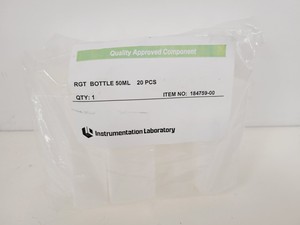 Quality Approved Component
RGT BOTTLE 50ML 20 PCS
QTY: 1 ITEM NO: 184759-00
Instrumentation Laboratory